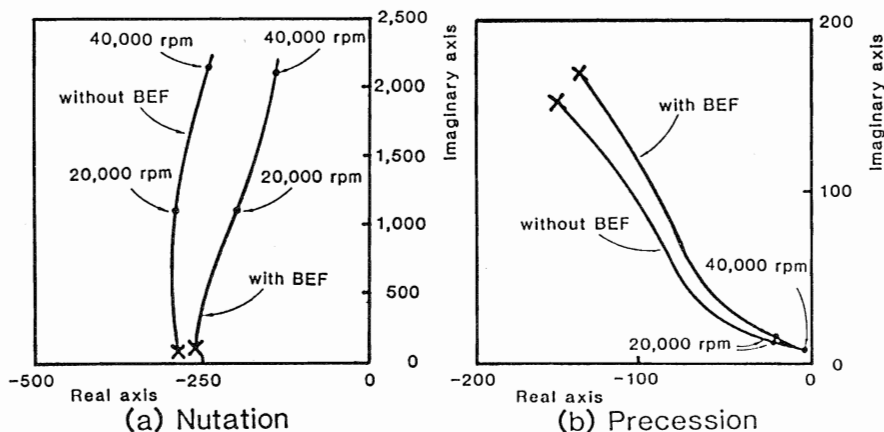 40,000 rpm
40,000 rpm
2,500
2,000
1,500
1,000
500
0
Imaginary axis
without BEF
20,000 rpm
20,000 rpm
with BEF
-500
-250
0
Real axis
(a) Nutation
200
100
0
Imaginary axis
with BEF
without BEF
40,000 rpm
20,000 rpm
-200
-100
0
Real axis
(b) Precession